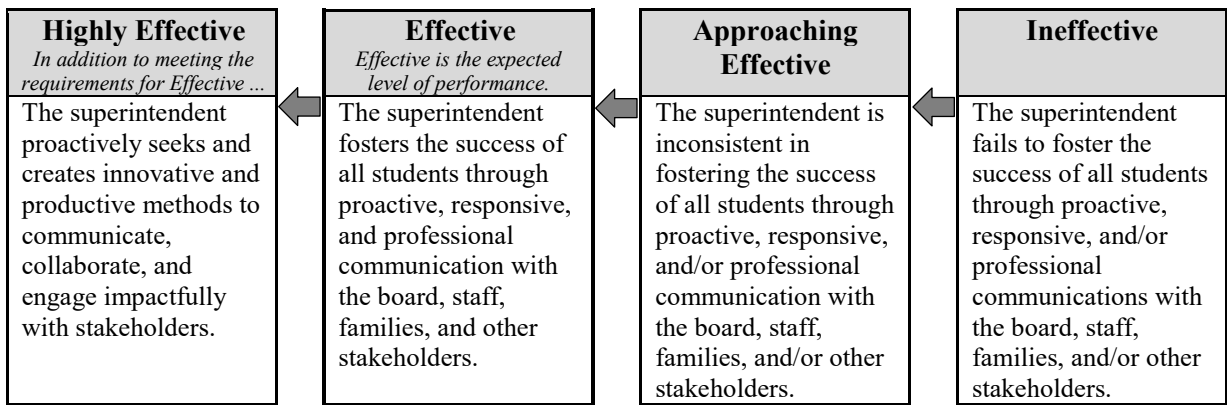 Highly Effective
In addition to meeting the
requirements for Effective ...
The superintendent
proactively seeks and
creates innovative and
productive methods to
communicate,
collaborate, and
engage impactfully
with stakeholders.
Effective
Effective is the expected
level of performance.
The superintendent
fosters the success of
all students through
proactive, responsive,
and professional
communication with
the board, staff,
families, and other
stakeholders.
Approaching
Effective
The superintendent is
inconsistent in
fostering the success
of all students through
proactive, responsive,
and/or professional
communication with
the board, staff,
families, and/or other
stakeholders.
Ineffective
The superintendent
fails to foster the
success of all students
through proactive,
responsive, and/or
professional
communications with
the board, staff,
families, and/or other
stakeholders.